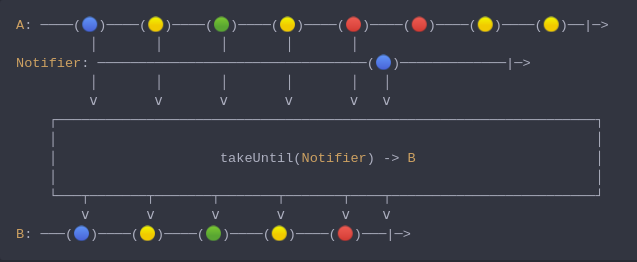 A: ────(🔵)────(🟡)────(🟢)────(🟡)────(🔴)────(🔴)────(🟡)────(🟡)──|─>
Notifier: ─────────────────────────────────(🔵)─────────────|─>
v v v v v v
takeUntil(Notifier) -> B
v v v v v v
B: ───(🔵)────(🟡)────(🟢)────(🟡)────(🔴)───|─>